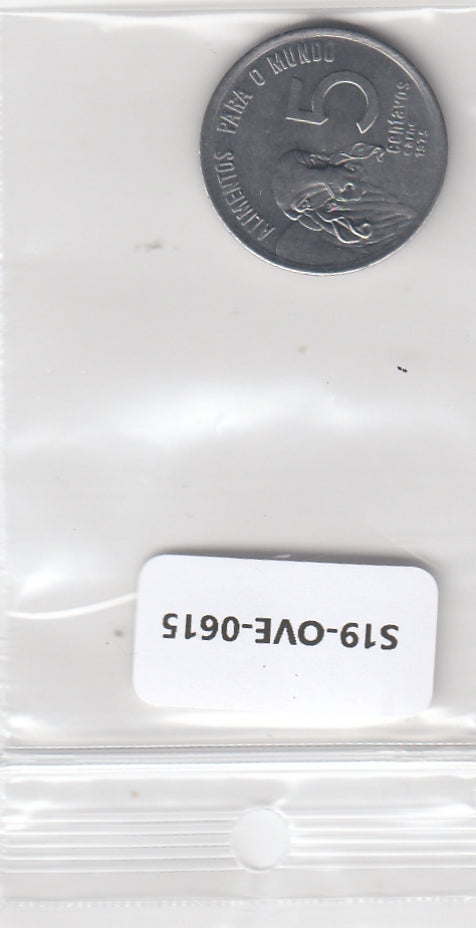 ALIMENTOS PARA O MUNDO
5
centavos
1975
S19-OVE-0615